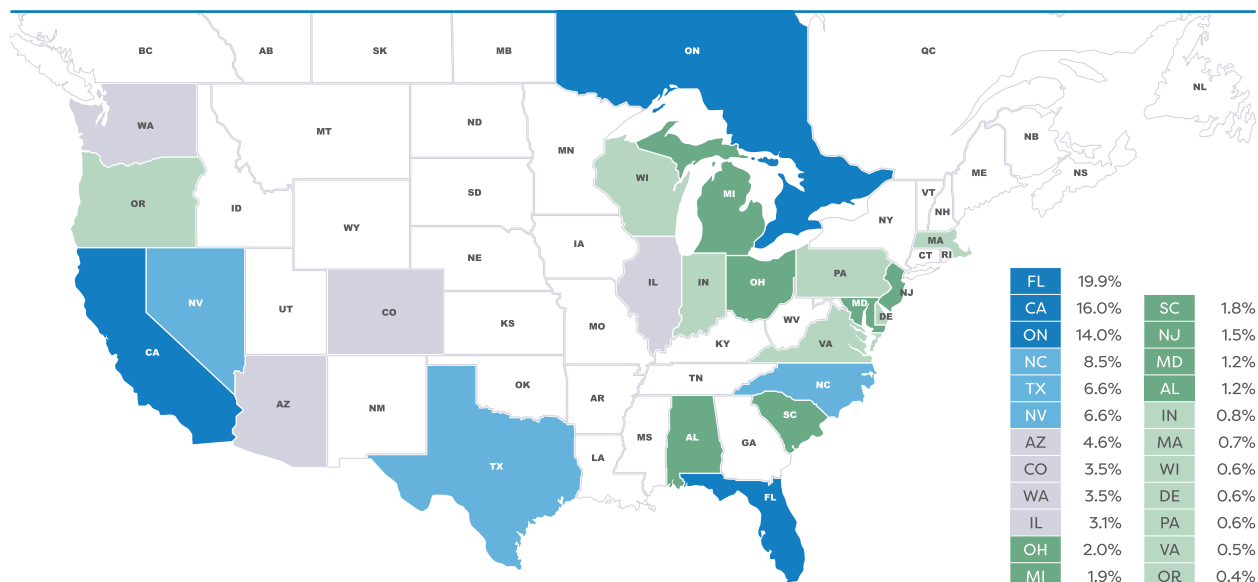 BC
AB
SK
MB
ON
QC
NL
WA
MT
ND
MN
NB
ME
NS
OR
ID
SD
WI
MI
VT
NH
NY
WY
IA
MA
CT
RI
NE
PA
NV
UT
CO
IL
IN
OH
NJ
MD
DE
KS
MO
WV
CA
KY
VA
AZ
NM
OK
TN
NC
AR
SC
TX
LA
MS
AL
GA
FL
FL 19.9%
CA 16.0%
ON 14.0%
NC 8.5%
TX 6.6%
NV 6.6%
AZ 4.6%
CO 3.5%
WA 3.5%
IL 3.1%
OH 2.0%
MI 1.9%
SC 1.8%
NJ 1.5%
MD 1.2%
AL 1.2%
IN 0.8%
MA 0.7%
WI 0.6%
DE 0.6%
PA 0.6%
VA 0.5%
OR 0.4%